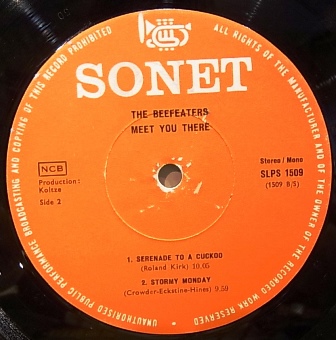 ALL RIGHTS OF THE MANUFACTURER AND OF THE OWNER OF THE RECORDED WORK RESERVED
UNAUTHORISED PUBLIC PERFORMANCE BROADCASTING AND COPYING OF THIS RECORD PROHIBITED
SONET
THE BEEFEATERS
MEET YOU THERE
NCB
Production:
Koltze
Side 2
Stereo / Mono
SLPS 1509
(1509 B/S)
1. SERENADE TO A CUCKOO
(Roland Kirk) 10.05
2. STORMY MONDAY
(Crowder-Eckstine-Hines) 9.59